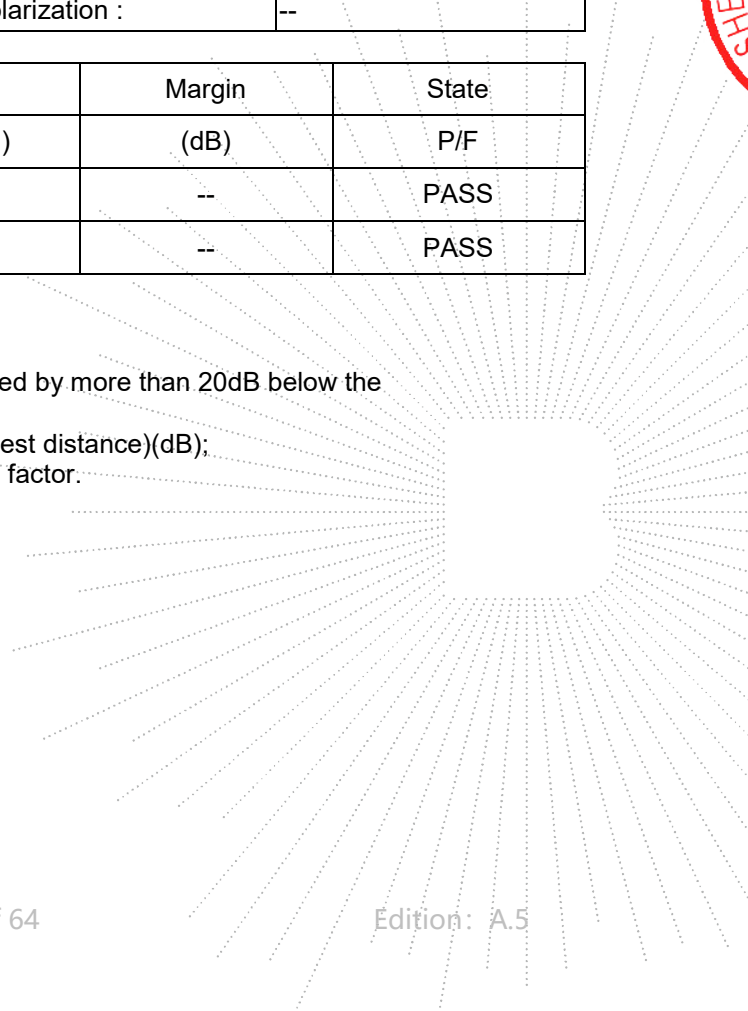 larization : --
Margin State
) (dB) P/F
-- PASS
-- PASS
ed by more than 20dB below the
est distance)(dB);
factor.
64 Edition: A.5
SHE